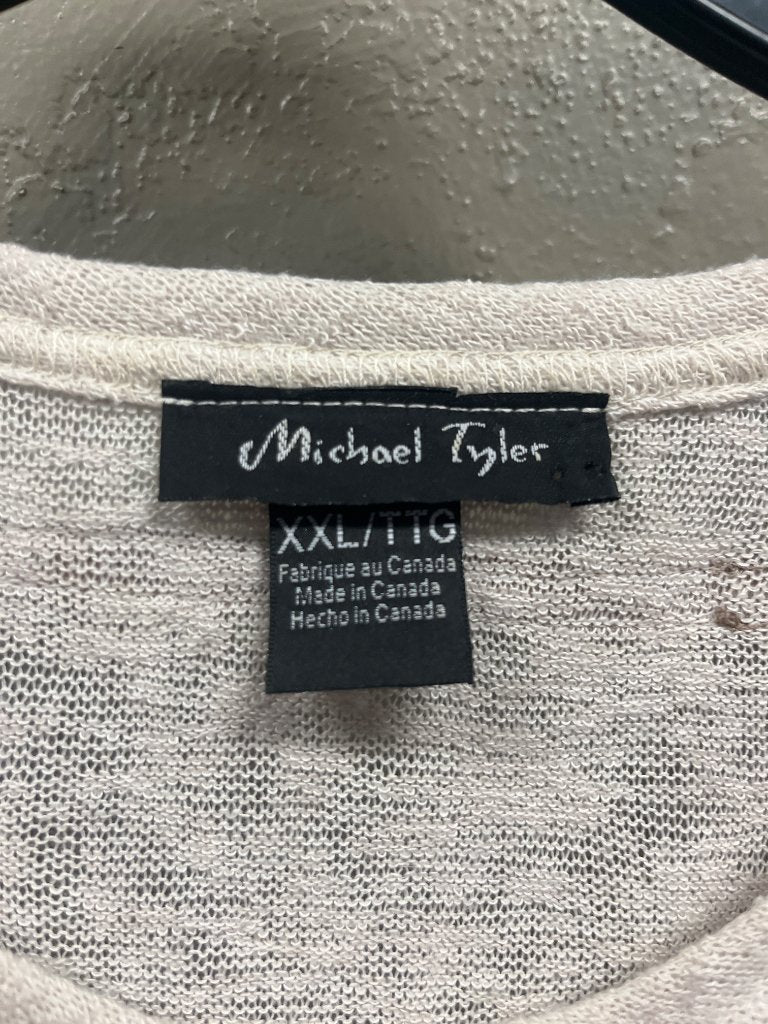 Michael Tyler
XXL/TTG
Fabrique au Canada
Made in Canada
Hecho in Canada